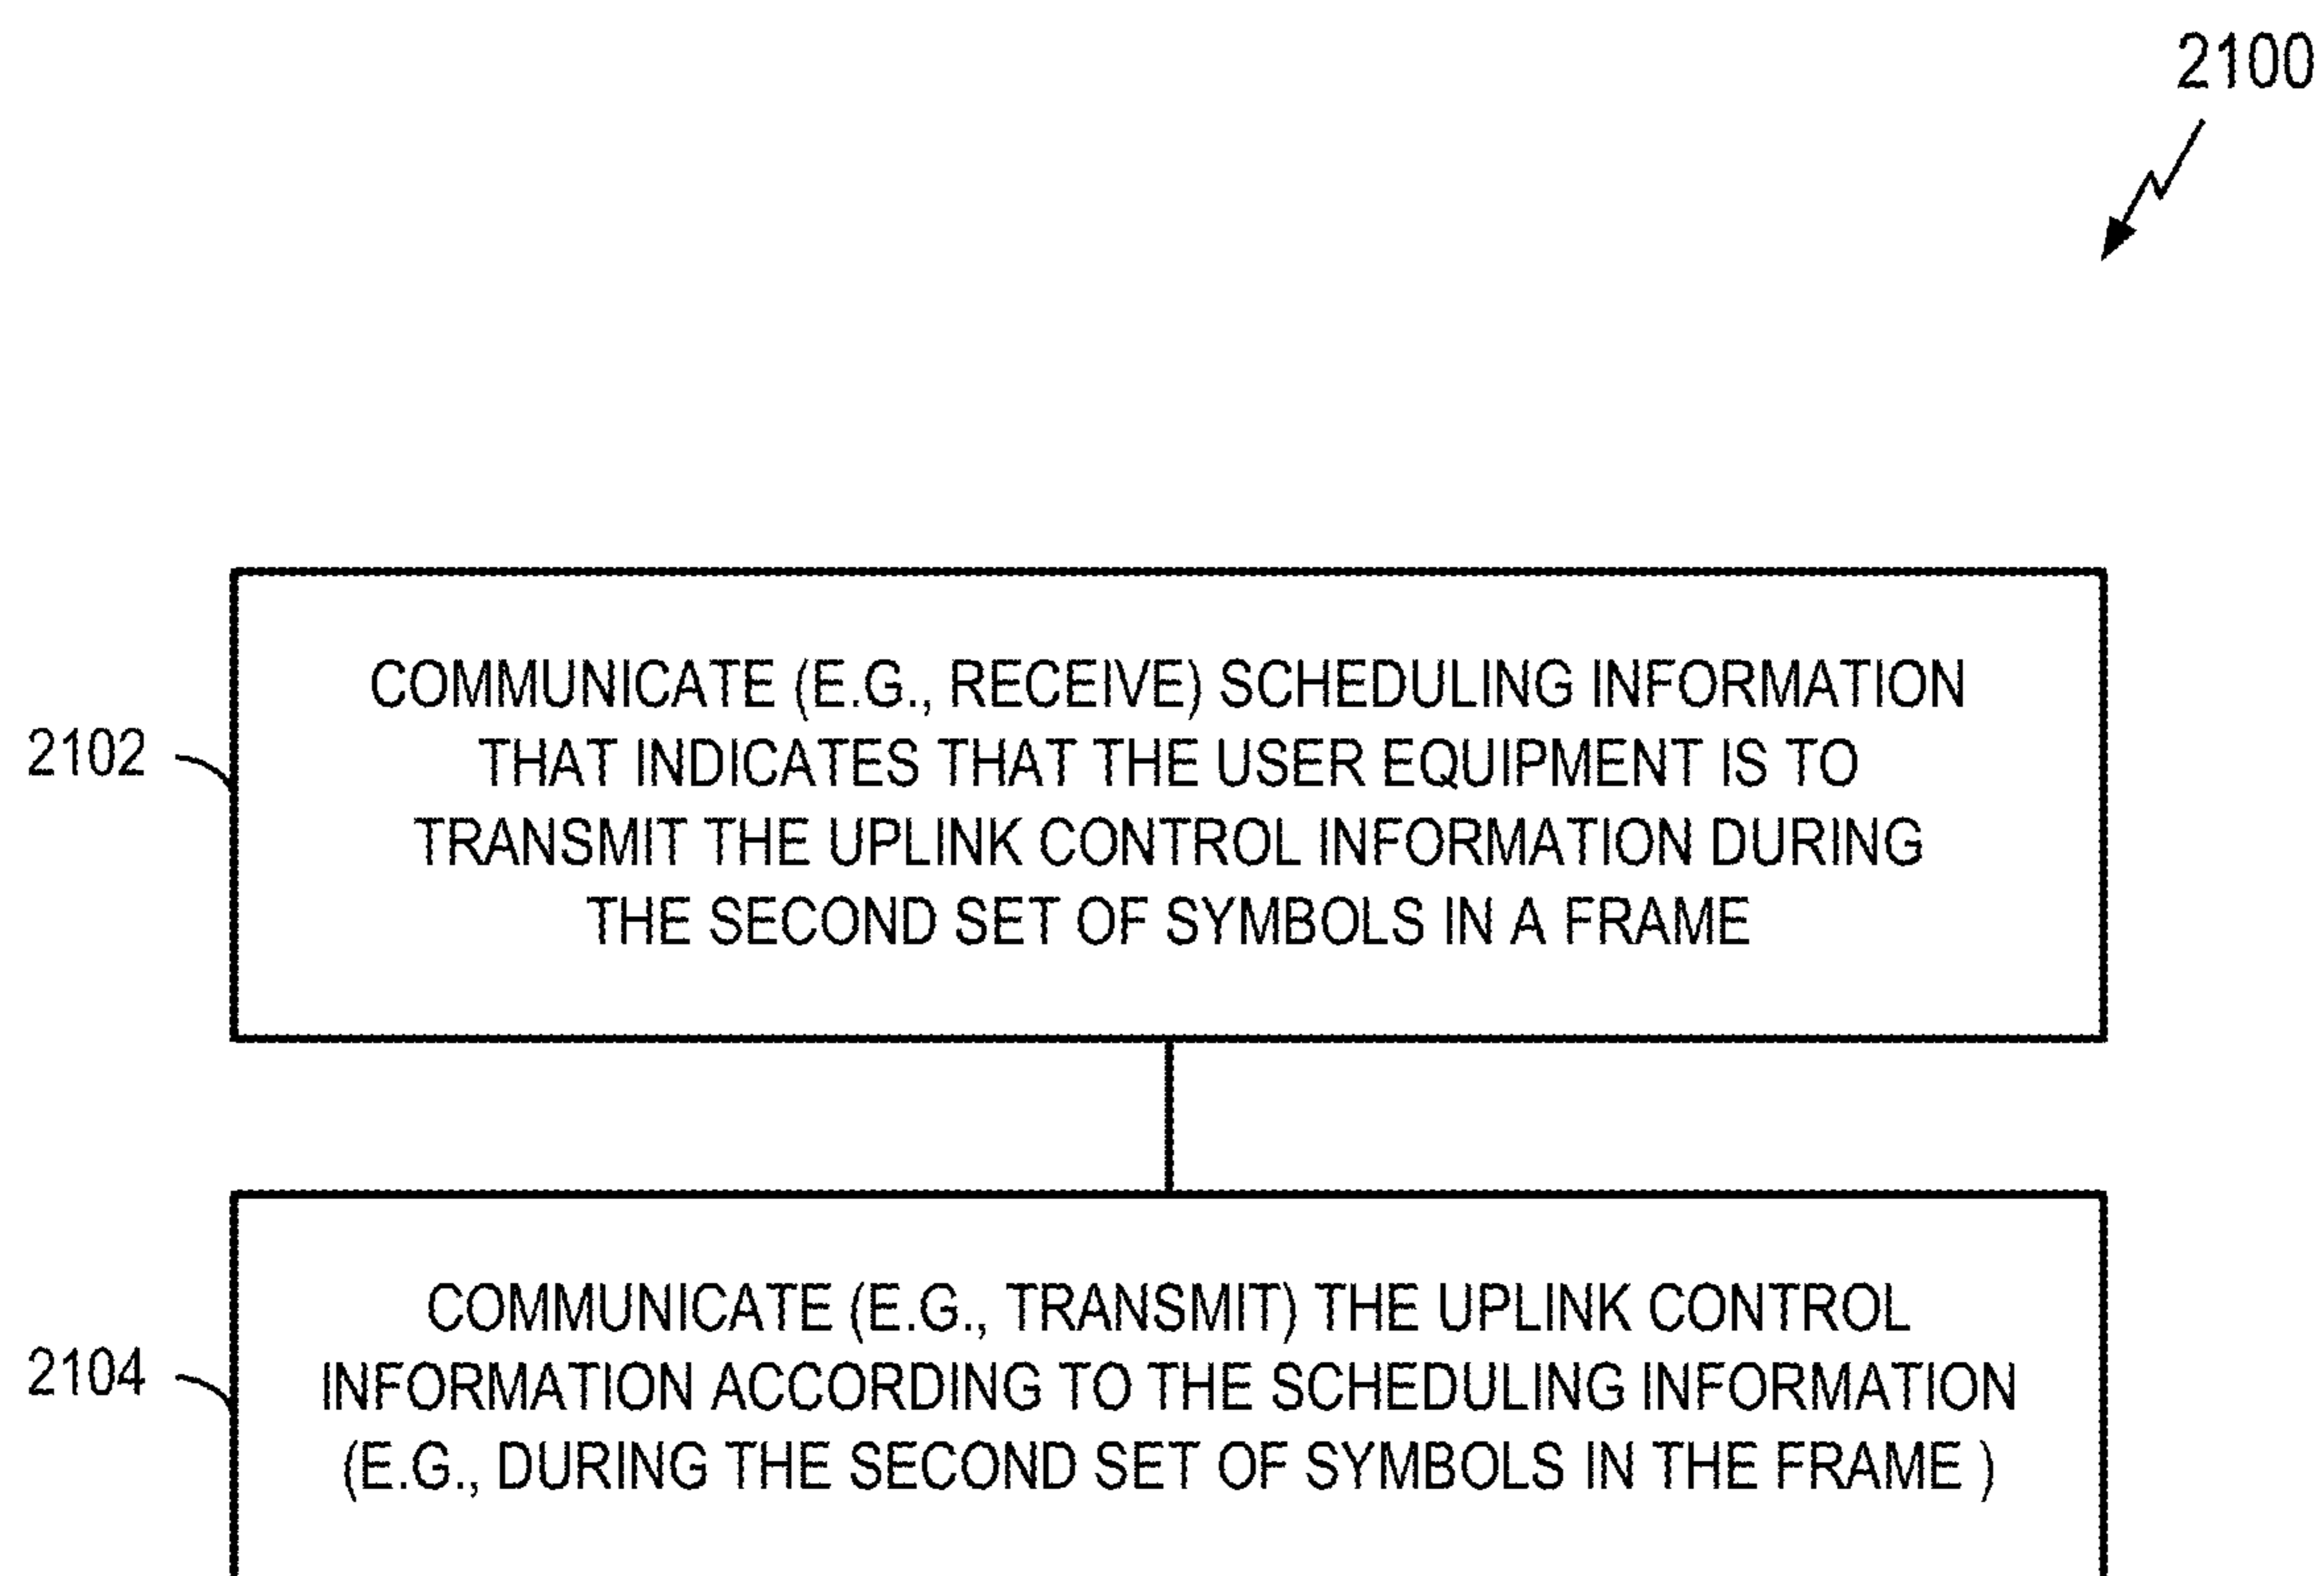 2100
COMMUNICATE (E.G., RECEIVE) SCHEDULING INFORMATION
THAT INDICATES THAT THE USER EQUIPMENT IS TO
TRANSMIT THE UPLINK CONTROL INFORMATION DURING
THE SECOND SET OF SYMBOLS IN A FRAME
2102
COMMUNICATE (E.G., TRANSMIT) THE UPLINK CONTROL
INFORMATION ACCORDING TO THE SCHEDULING INFORMATION
(E.G., DURING THE SECOND SET OF SYMBOLS IN THE FRAME )
2104